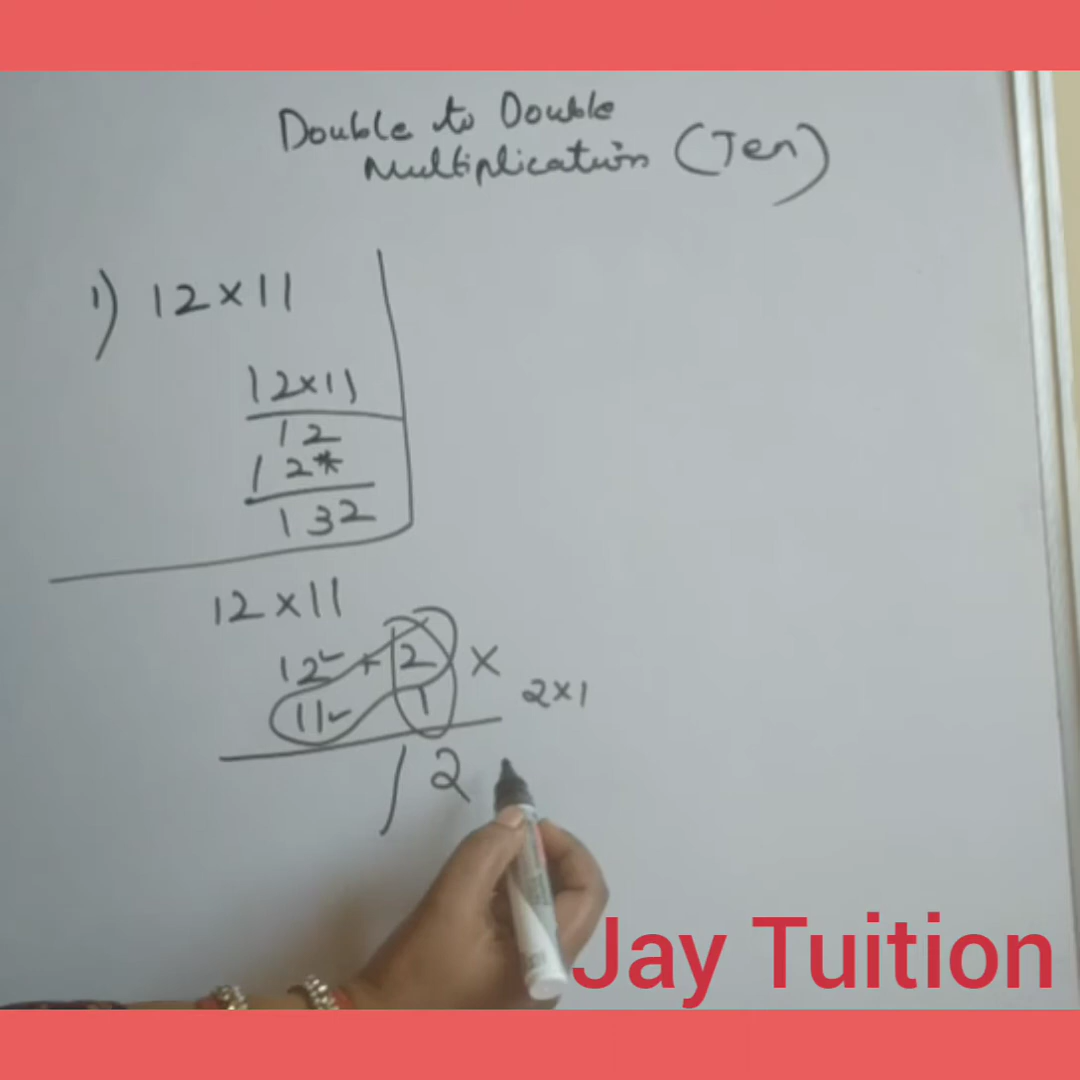 Double to Double
Multiplication (Ten)
1) 12×11
12×11
12
12*
132
12×11
12 + 2 ×
11 1
2×1
/ 2
Jay Tuition